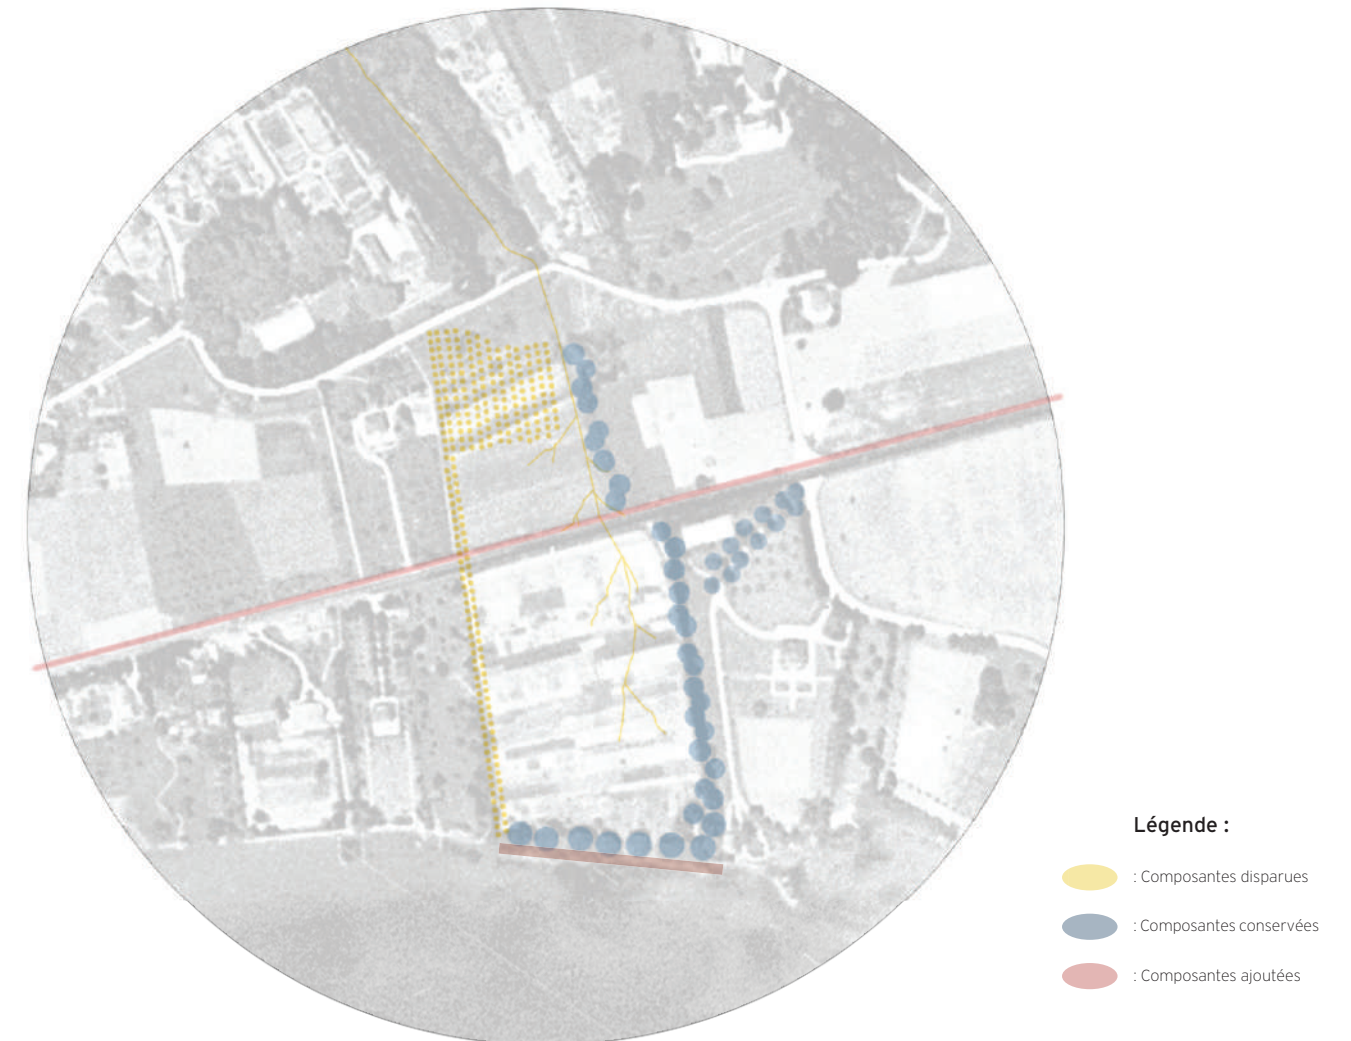 Légende :
: Composantes disparues
: Composantes conservées
: Composantes ajoutées